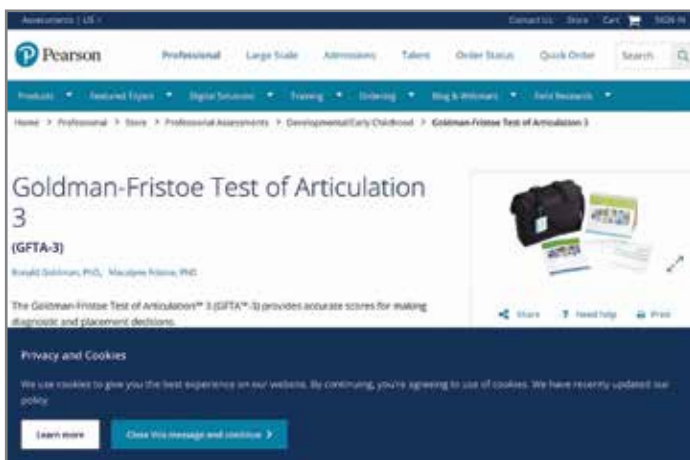 Assessments | US
Contact Us Store Cart SIGN IN
Pearson
Professional Large Scale Admissions Talent Order Status Quick Order Search
Products Featured Topics Digital Solutions Training Ordering Blog & Webinars Field Research
Home > Professional > Store > Professional Assessments > Developmental/Early Childhood > Goldman-Fristoe Test of Articulation 3
Goldman-Fristoe Test of Articulation
3
(GFTA-3)
Ronald Goldman, PhD, Macalyne Fristoe, PhD
The Goldman-Fristoe Test of Articulation™ 3 (GFTA™-3) provides accurate scores for making
diagnostic and placement decisions.
Share ? Need help Print
Privacy and Cookies
We use cookies to give you the best experience on our website. By continuing, you're agreeing to use of cookies. We have recently updated our
policy.
Learn more Close this message and continue >